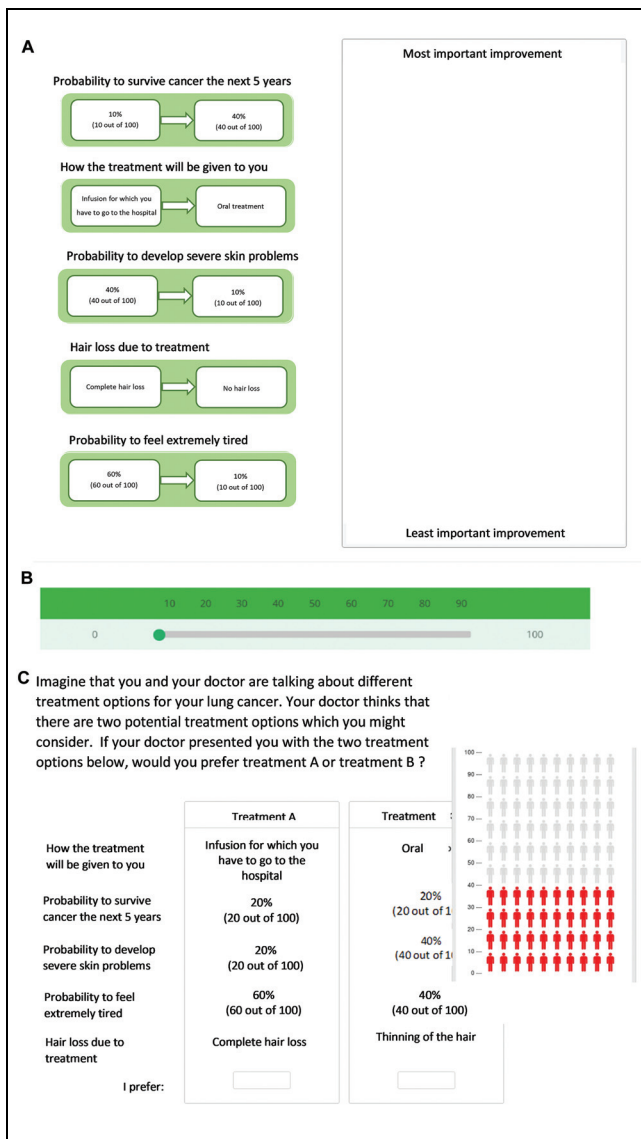 A
Most important improvement
Probability to survive cancer the next 5 years
10%
(10 out of 100)
40%
(40 out of 100)
How the treatment will be given to you
Infusion for which you
have to go to the hospital
Oral treatment
Probability to develop severe skin problems
40%
(40 out of 100)
10%
(10 out of 100)
Hair loss due to treatment
Complete hair loss
No hair loss
Probability to feel extremely tired
60%
(60 out of 100)
10%
(10 out of 100)
Least important improvement
B
10 20 30 40 50 60 70 80 90
0 100
C Imagine that you and your doctor are talking about different
treatment options for your lung cancer. Your doctor thinks that
there are two potential treatment options which you might
consider. If your doctor presented you with the two treatment
options below, would you prefer treatment A or treatment B ?
100
90
80
70
60
50
40
30
20
10
0
Treatment A
Treatment
How the treatment
will be given to you
Infusion for which you
have to go to the
hospital
Oral
Probability to survive
cancer the next 5 years
20%
(20 out of 100)
20%
(20 out of 1
Probability to develop
severe skin problems
20%
(20 out of 100)
40%
(40 out of 1
Probability to feel
extremely tired
60%
(60 out of 100)
40%
(40 out of 100)
Hair loss due to
treatment
Complete hair loss
Thinning of the hair
I prefer: